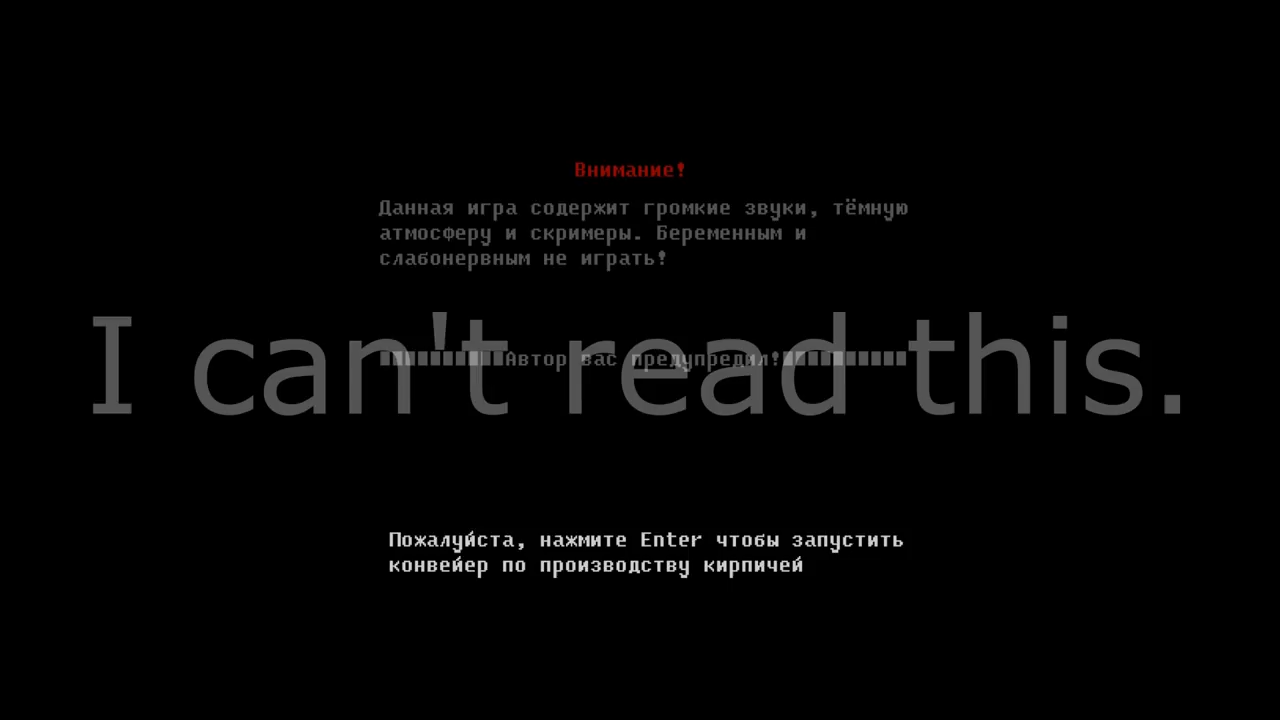 Внимание!
Данная игра содержит громкие звуки, тёмную
атмосферу и скримеры. Беременным и
слабонервным не играть!
I can't read this.
Автор вас предупредил!
Пожалуйста, нажмите Enter чтобы запустить
конвейер по производству кирпичей